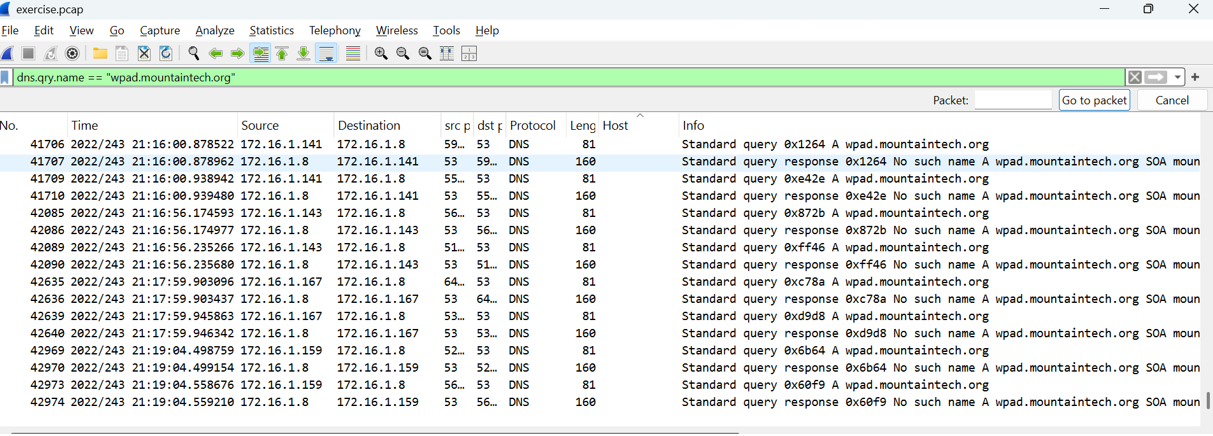 exercise.pcap
File Edit View Go Capture Analyze Statistics Telephony Wireless Tools Help
dns.qry.name == "wpad.mountaintech.org"
Packet: Go to packet Cancel
No. Time Source Destination src p dst p Protocol Leng Host Info
41706 2022/243 21:16:00.878522 172.16.1.141 172.16.1.8 59… 53 DNS 81 Standard query 0x1264 A wpad.mountaintech.org
41707 2022/243 21:16:00.878962 172.16.1.8 172.16.1.141 53 59… DNS 160 Standard query response 0x1264 No such name A wpad.mountaintech.org SOA moun
41709 2022/243 21:16:00.938942 172.16.1.141 172.16.1.8 55… 53 DNS 81 Standard query 0xe42e A wpad.mountaintech.org
41710 2022/243 21:16:00.939480 172.16.1.8 172.16.1.141 53 55… DNS 160 Standard query response 0xe42e No such name A wpad.mountaintech.org SOA moun
42085 2022/243 21:16:56.174593 172.16.1.143 172.16.1.8 56… 53 DNS 81 Standard query 0x872b A wpad.mountaintech.org
42086 2022/243 21:16:56.174977 172.16.1.8 172.16.1.143 53 56… DNS 160 Standard query response 0x872b No such name A wpad.mountaintech.org SOA moun
42089 2022/243 21:16:56.235266 172.16.1.143 172.16.1.8 51… 53 DNS 81 Standard query 0xff46 A wpad.mountaintech.org
42090 2022/243 21:16:56.235680 172.16.1.8 172.16.1.143 53 51… DNS 160 Standard query response 0xff46 No such name A wpad.mountaintech.org SOA moun
42635 2022/243 21:17:59.903096 172.16.1.167 172.16.1.8 64… 53 DNS 81 Standard query 0xc78a A wpad.mountaintech.org
42636 2022/243 21:17:59.903437 172.16.1.8 172.16.1.167 53 64… DNS 160 Standard query response 0xc78a No such name A wpad.mountaintech.org SOA moun
42639 2022/243 21:17:59.945863 172.16.1.167 172.16.1.8 53… 53 DNS 81 Standard query 0xd9d8 A wpad.mountaintech.org
42640 2022/243 21:17:59.946342 172.16.1.8 172.16.1.167 53 53… DNS 160 Standard query response 0xd9d8 No such name A wpad.mountaintech.org SOA moun
42969 2022/243 21:19:04.498759 172.16.1.159 172.16.1.8 52… 53 DNS 81 Standard query 0x6b64 A wpad.mountaintech.org
42970 2022/243 21:19:04.499154 172.16.1.8 172.16.1.159 53 52… DNS 160 Standard query response 0x6b64 No such name A wpad.mountaintech.org SOA moun
42973 2022/243 21:19:04.558676 172.16.1.159 172.16.1.8 56… 53 DNS 81 Standard query 0x60f9 A wpad.mountaintech.org
42974 2022/243 21:19:04.559210 172.16.1.8 172.16.1.159 53 56… DNS 160 Standard query response 0x60f9 No such name A wpad.mountaintech.org SOA moun